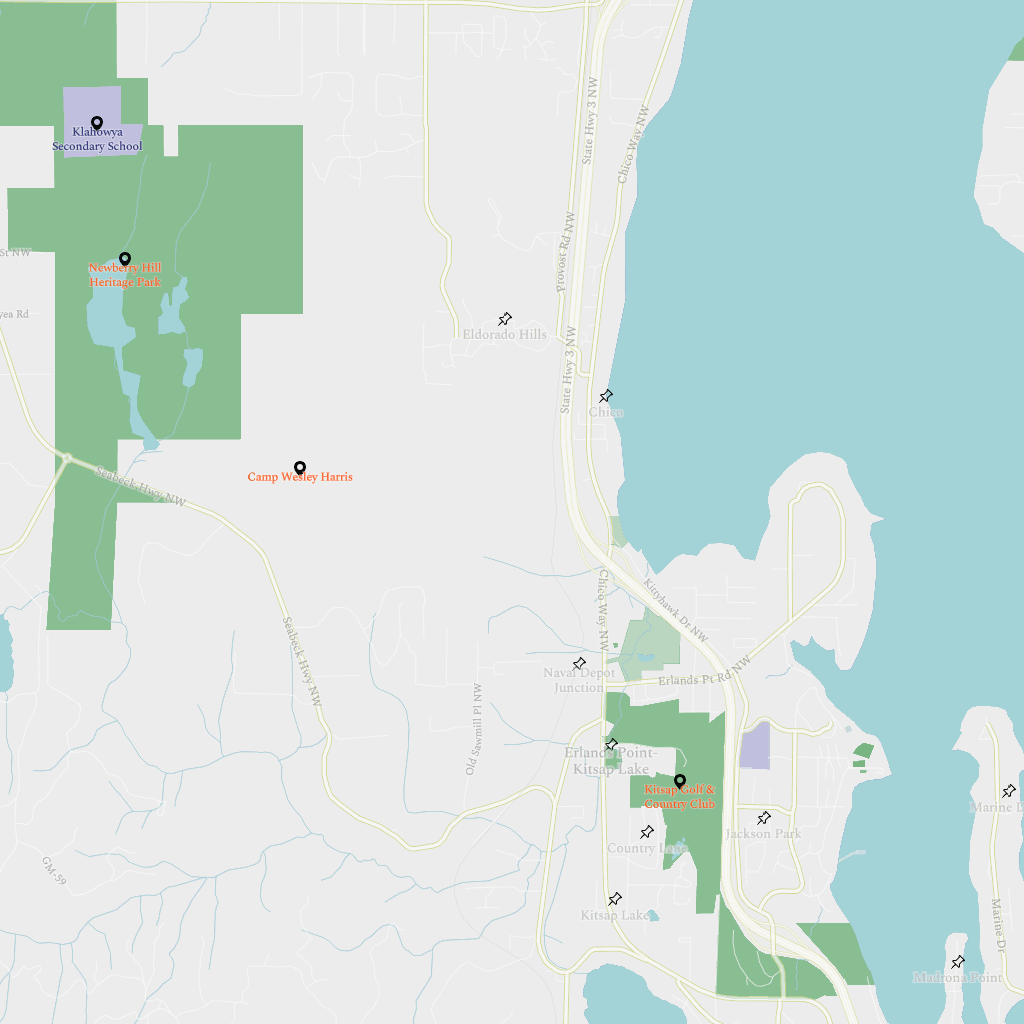 State Hwy 3 NW
Chico Way NW
Klahowya
Secondary School
Provost Rd NW
St NW
Newberry Hill
Heritage Park
yea Rd
Eldorado Hills
State Hwy 3 NW
Chico
Camp Wesley Harris
Seabeck Hwy NW
Chico Way NW
Kittyhawk Dr NW
Seabeck Hwy NW
Naval Depot
Junction
Erlands Pt Rd NW
Old Sawmill Pl NW
Erlands Point-
Kitsap Lake
Kitsap Golf &
Country Club
Marine D
Jackson Park
Country Lane
GM-59
Kitsap Lake
Marine Dr
Madrona Point